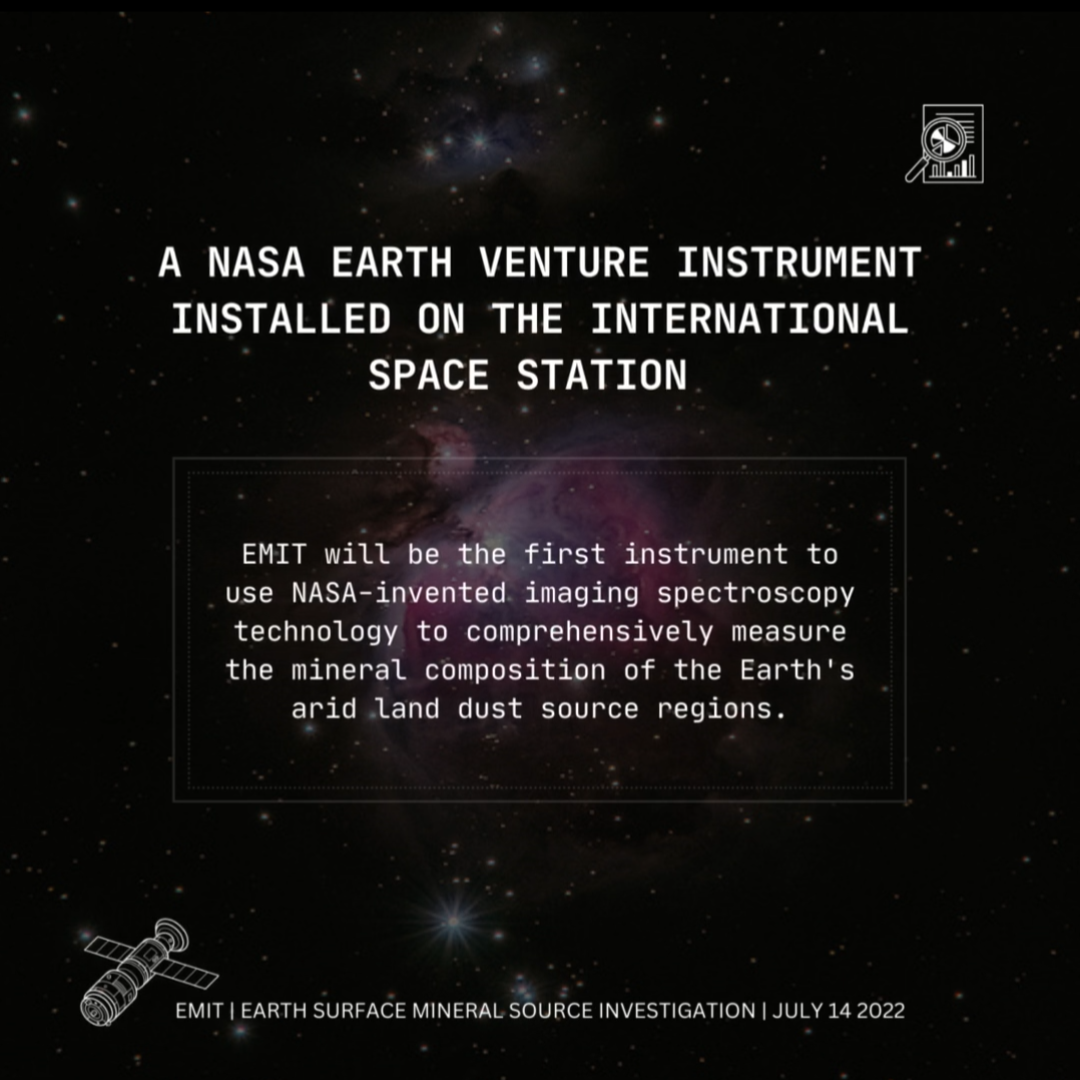 A NASA EARTH VENTURE INSTRUMENT
INSTALLED ON THE INTERNATIONAL
SPACE STATION
EMIT will be the first instrument to
use NASA-invented imaging spectroscopy
technology to comprehensively measure
the mineral composition of the Earth's
arid land dust source regions.
EMIT | EARTH SURFACE MINERAL SOURCE INVESTIGATION | JULY 14 2022